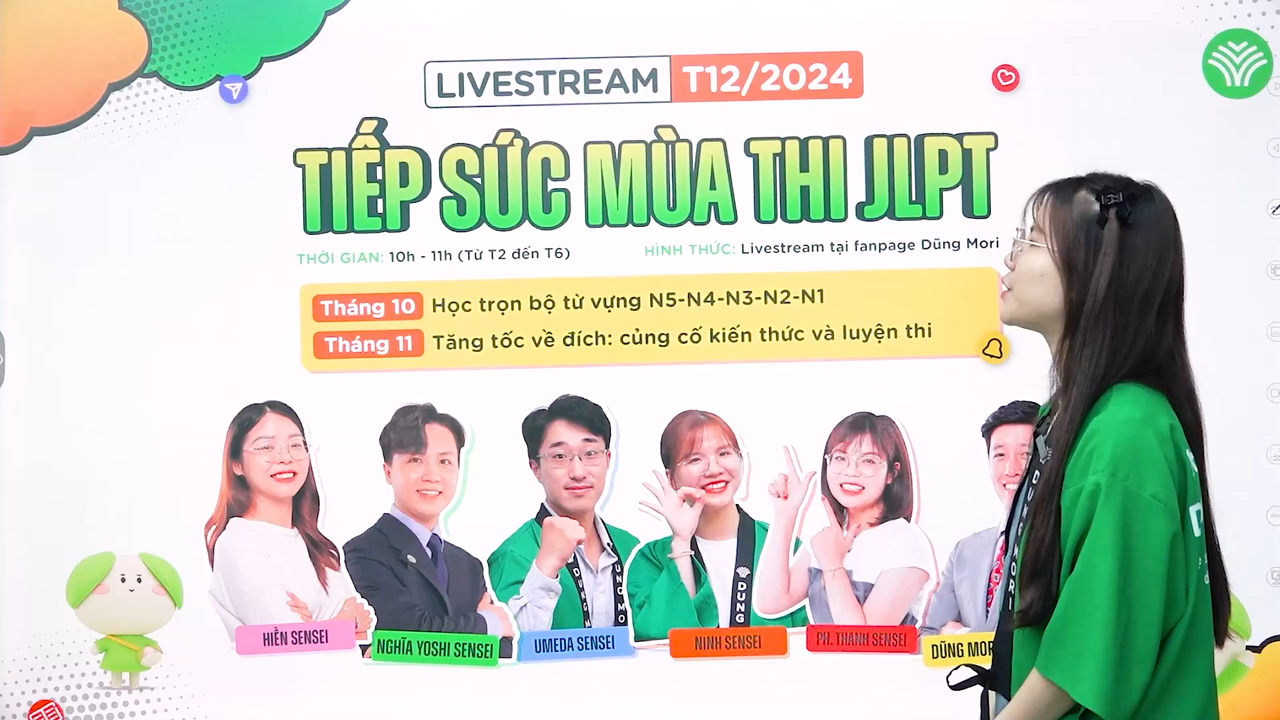 LIVESTREAM T12/2024
TIẾP SỨC MÙA THI JLPT
THỜI GIAN: 10h - 11h (Từ T2 đến T6)
HÌNH THỨC: Livestream tại fanpage Dũng Mori
Tháng 10 Học trọn bộ từ vựng N5-N4-N3-N2-N1
Tháng 11 Tăng tốc về đích: củng cố kiến thức và luyện thi
DUNG MORI
DUNG
HIỀN SENSEI
NGHĨA YOSHI SENSEI
UMEDA SENSEI
NINH SENSEI
PH. THANH SENSEI
DŨNG MOR